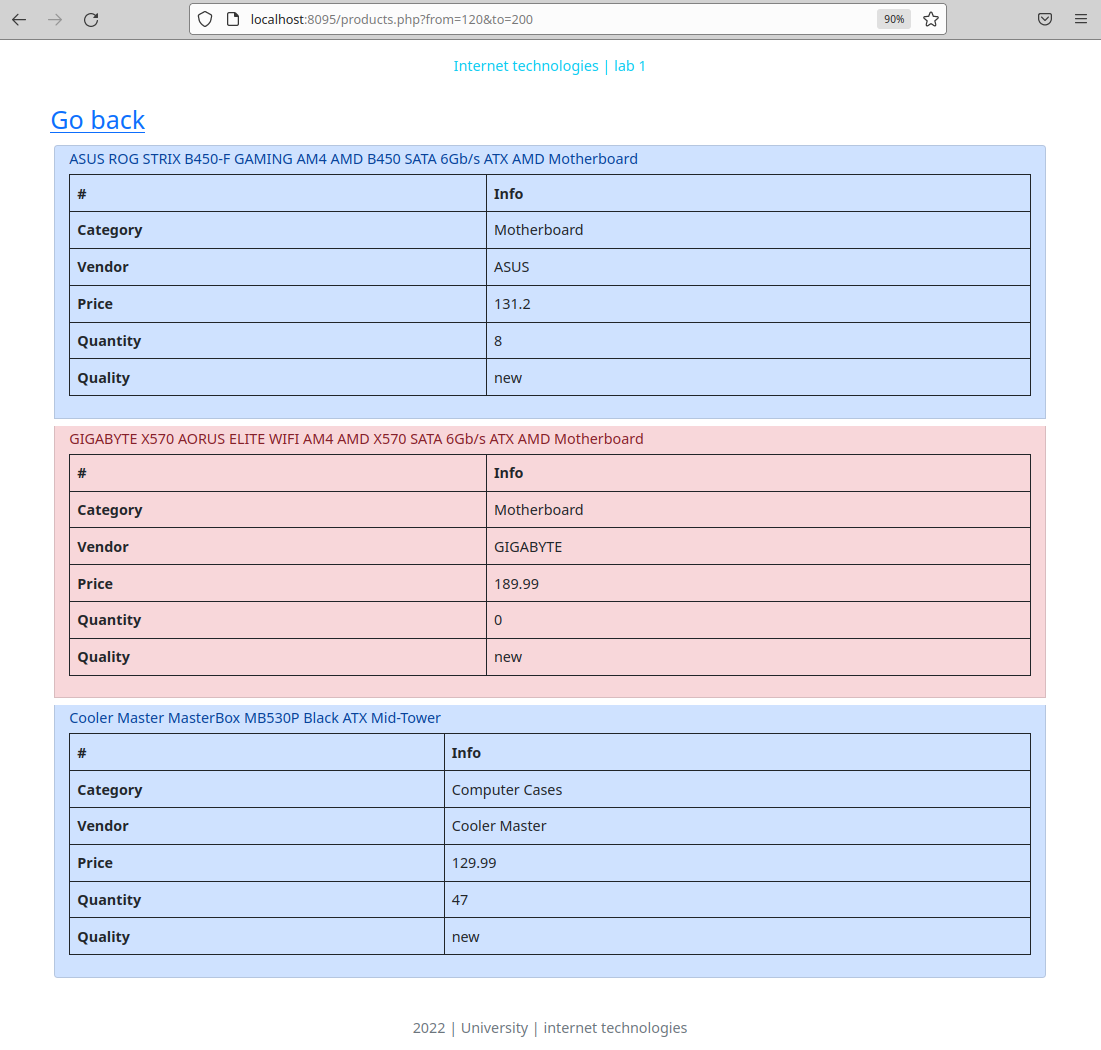 localhost:8095/products.php?from=120&to=200 90%
Internet technologies | lab 1
Go back
ASUS ROG STRIX B450-F GAMING AM4 AMD B450 SATA 6Gb/s ATX AMD Motherboard
# Info
Category Motherboard
Vendor ASUS
Price 131.2
Quantity 8
Quality new
GIGABYTE X570 AORUS ELITE WIFI AM4 AMD X570 SATA 6Gb/s ATX AMD Motherboard
# Info
Category Motherboard
Vendor GIGABYTE
Price 189.99
Quantity 0
Quality new
Cooler Master MasterBox MB530P Black ATX Mid-Tower
# Info
Category Computer Cases
Vendor Cooler Master
Price 129.99
Quantity 47
Quality new
2022 | University | internet technologies